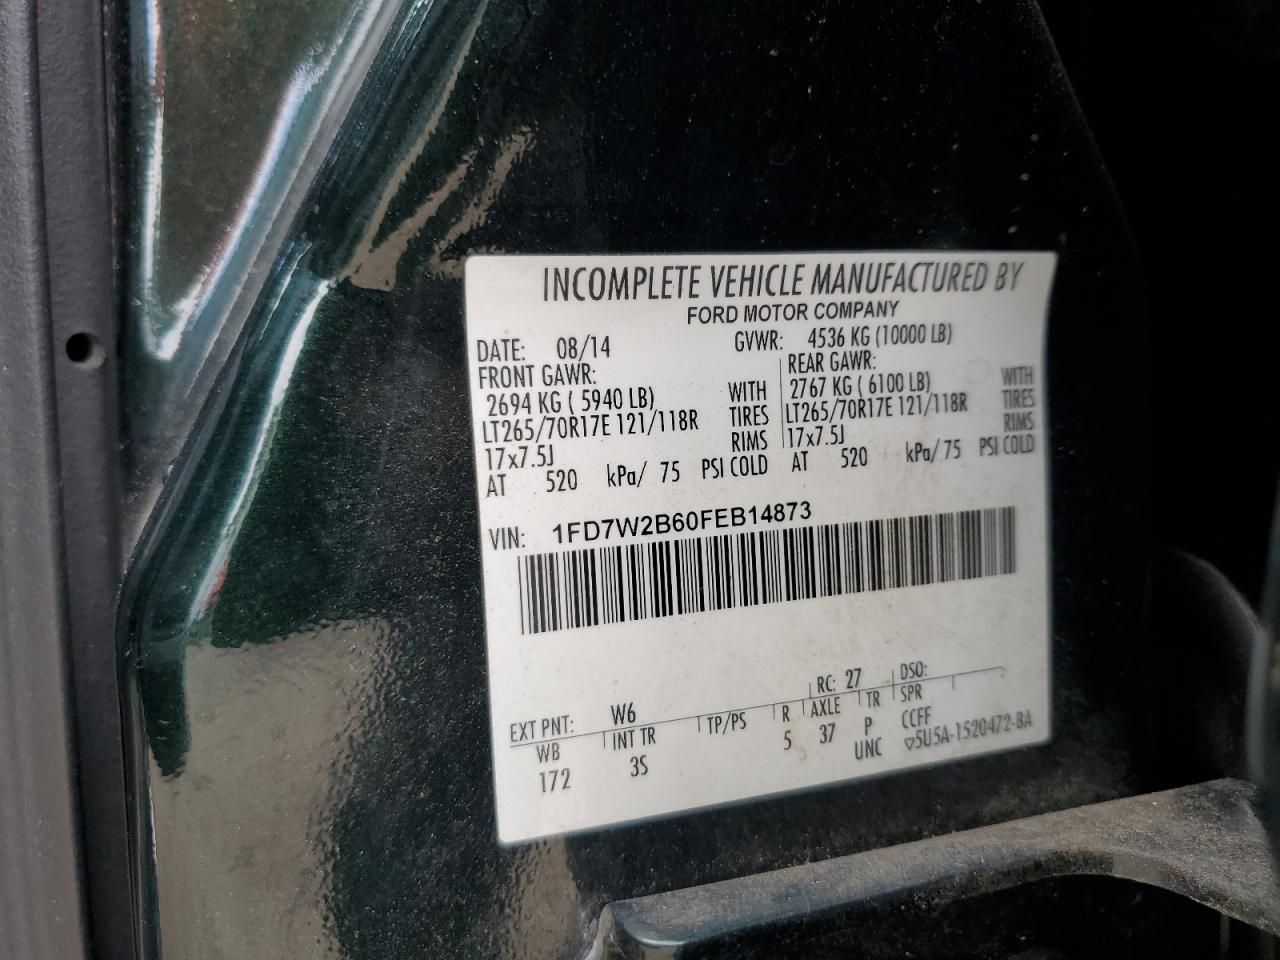 INCOMPLETE VEHICLE MANUFACTURED BY
FORD MOTOR COMPANY
DATE: 08/14 GVWR: 4536 KG (10000 LB)
FRONT GAWR: REAR GAWR:
2694 KG ( 5940 LB) WITH 2767 KG ( 6100 LB) WITH
LT265/70R17E 121/118R TIRES LT265/70R17E 121/118R TIRES
17x7.5J RIMS 17x7.5J RIMS
AT 520 kPa/ 75 PSI COLD AT 520 kPa/ 75 PSI COLD
VIN: 1FD7W2B60FEB14873
EXT PNT: W6 RC: 27 DSO:
WB INT TR TP/PS R AXLE TR SPR
172 3S 5 37 P CCFF
UNC ▽5U5A-1520472-BA